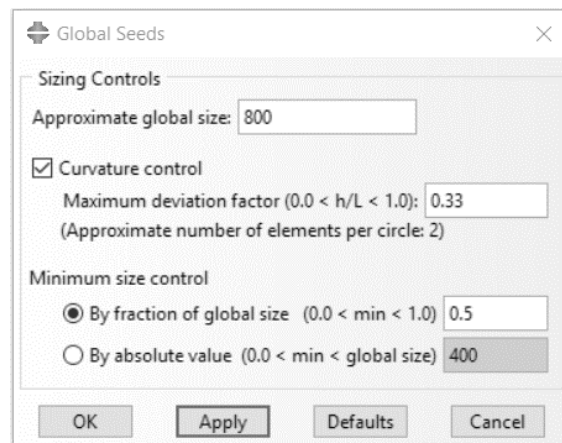 Global Seeds
Sizing Controls
Approximate global size: 800
Curvature control
Maximum deviation factor (0.0 < h/L < 1.0): 0.33
(Approximate number of elements per circle: 2)
Minimum size control
By fraction of global size (0.0 < min < 1.0) 0.5
By absolute value (0.0 < min < global size) 400
OK Apply Defaults Cancel